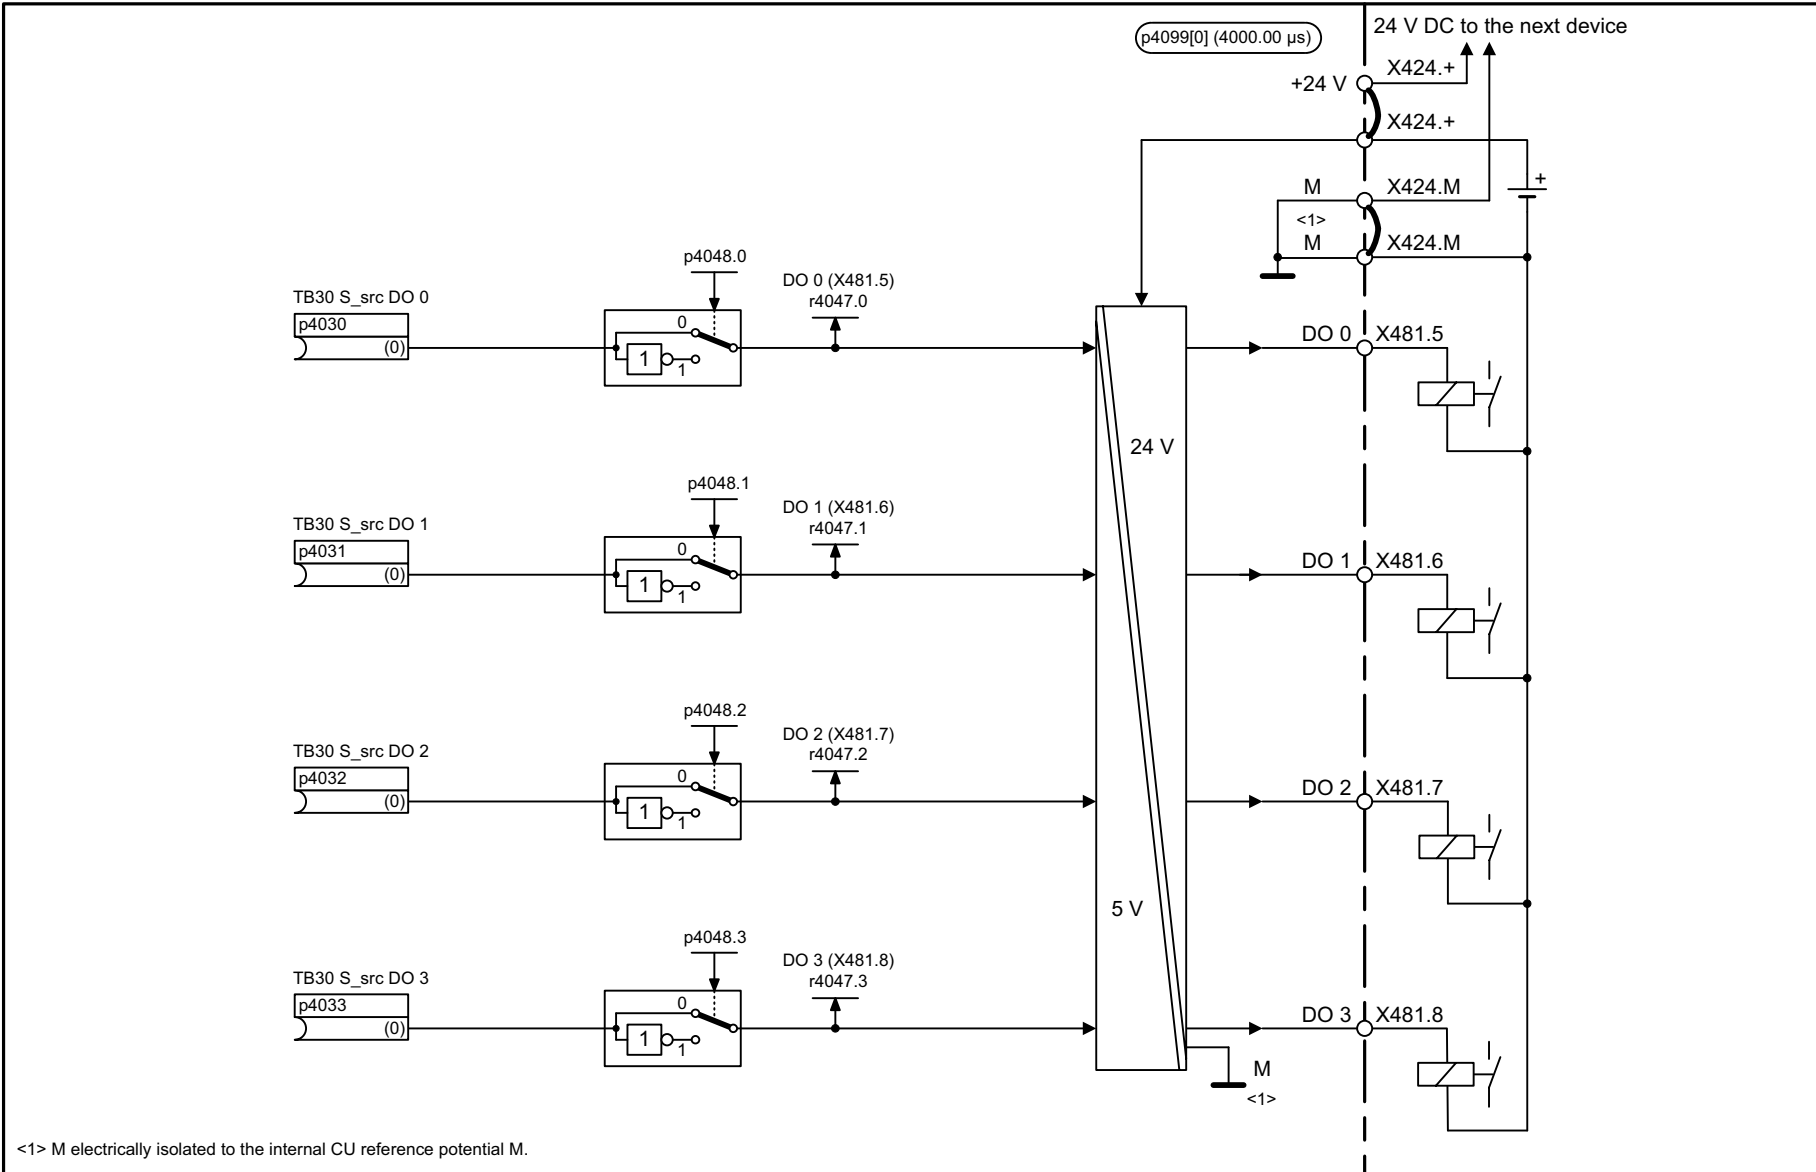 p4099[0] (4000.00 µs)
24 V DC to the next device
+24 V
X424.+
X424.+
M
X424.M
<1>
M
X424.M
p4048.0
DO 0 (X481.5)
r4047.0
TB30 S_src DO 0
p4030
(0)
0
1
1
DO 0
X481.5
24 V
p4048.1
DO 1 (X481.6)
r4047.1
TB30 S_src DO 1
p4031
(0)
0
1
1
DO 1
X481.6
p4048.2
DO 2 (X481.7)
r4047.2
TB30 S_src DO 2
p4032
(0)
0
1
1
DO 2
X481.7
5 V
p4048.3
DO 3 (X481.8)
r4047.3
TB30 S_src DO 3
p4033
(0)
0
1
1
DO 3
X481.8
M
<1>
<1> M electrically isolated to the internal CU reference potential M.